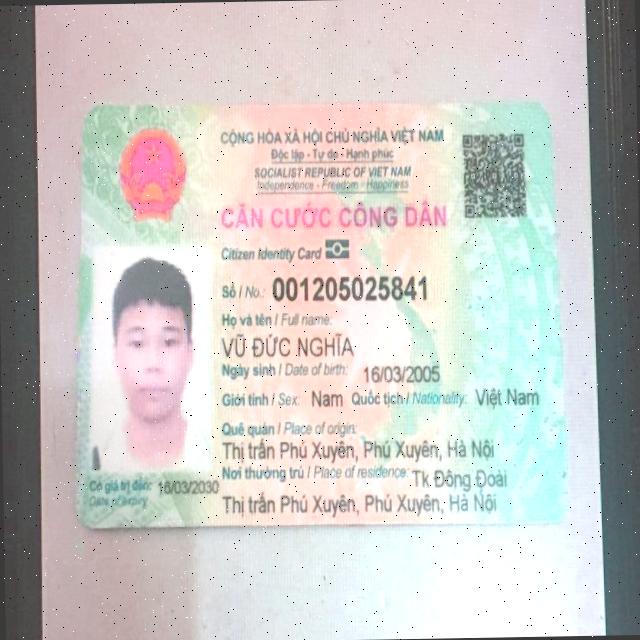 CỘNG HÒA XÃ HỘI CHỦ NGHĨA VIỆT NAM
Độc lập - Tự do - Hạnh phúc
SOCIALIST REPUBLIC OF VIET NAM
Independence - Freedom - Happiness
CĂN CƯỚC CÔNG DÂN
Citizen Identity Card
Số / No.: 001205025841
Họ và tên / Full name:
VŨ ĐỨC NGHĨA
Ngày sinh / Date of birth: 16/03/2005
Giới tính / Sex: Nam Quốc tịch / Nationality: Việt Nam
Quê quán / Place of origin:
Thị trấn Phú Xuyên, Phú Xuyên, Hà Nội
Nơi thường trú / Place of residence: Tk.Đông Đoài
Thị trấn Phú Xuyên, Phú Xuyên, Hà Nội
Có giá trị đến: 16/03/2030
Date of expiry